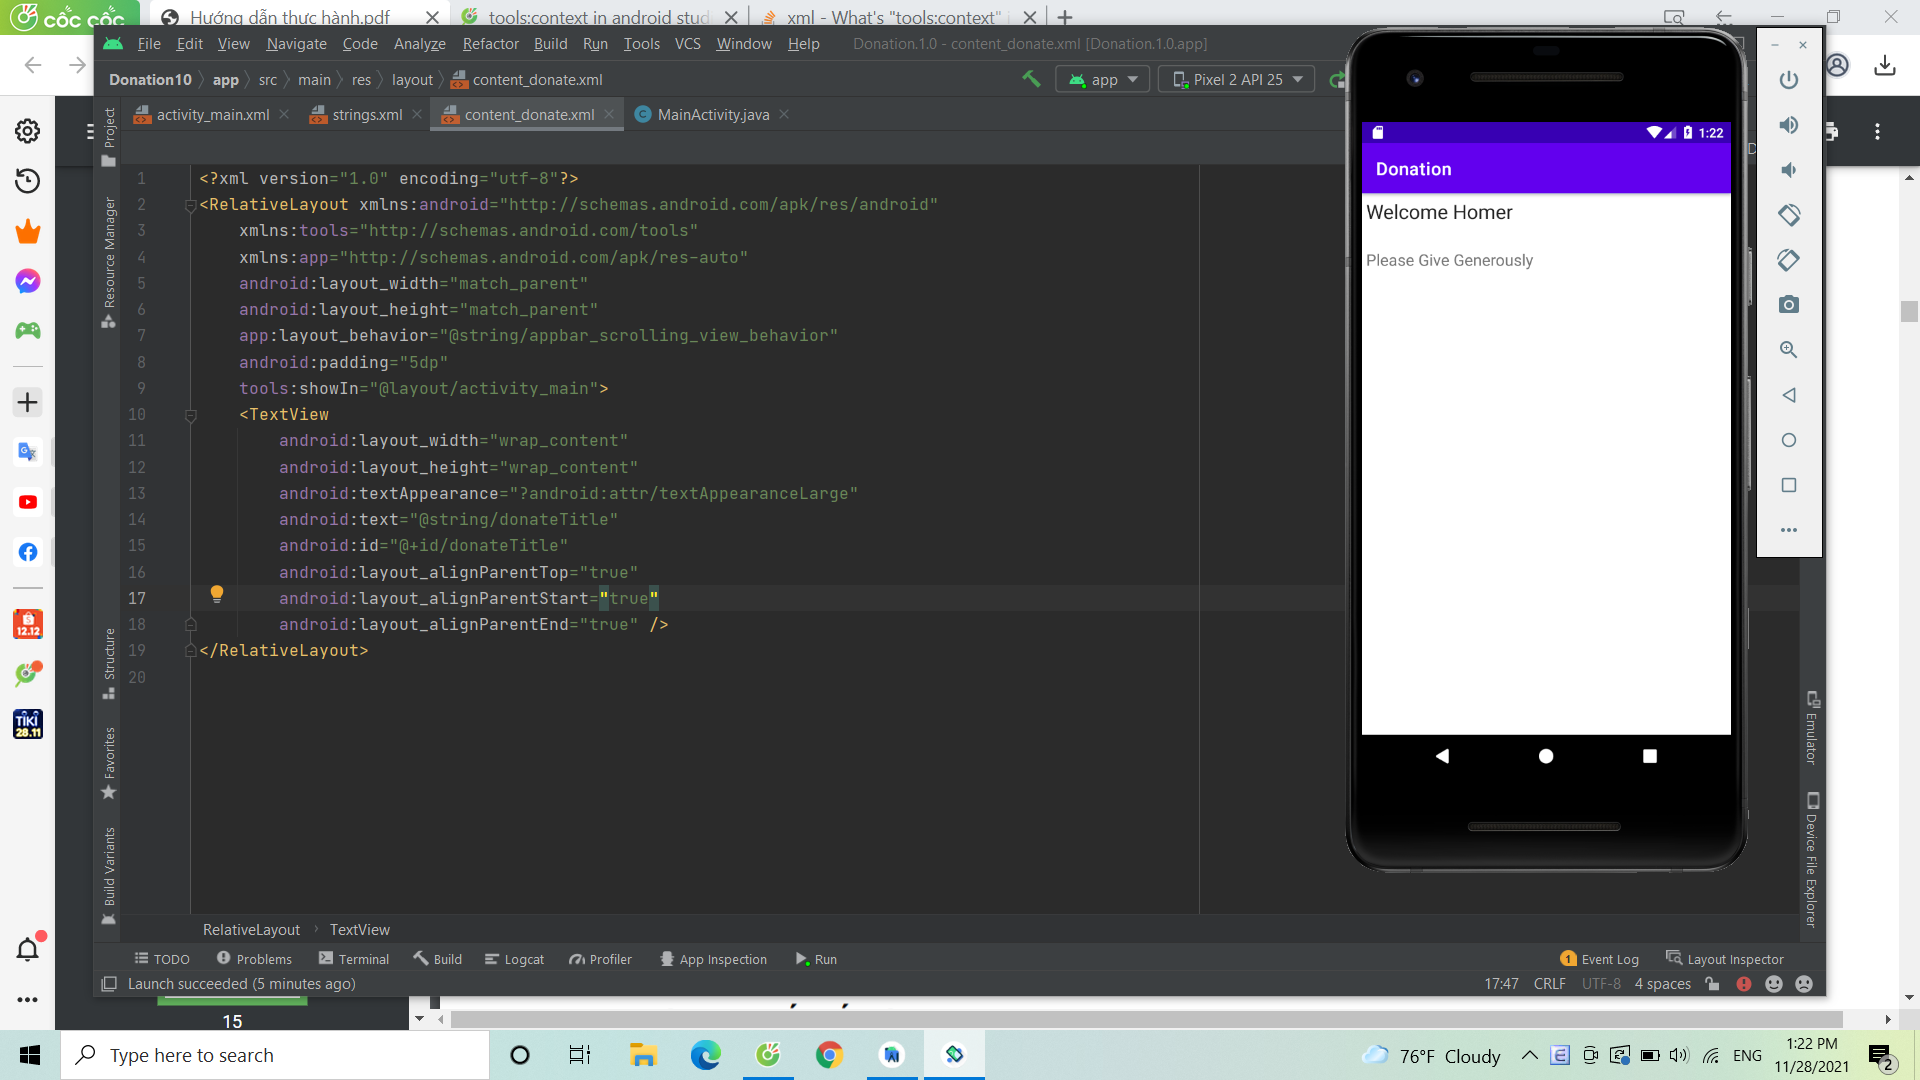 cốc cốc
Hướng dẫn thực hành.pdf
tools:context in android stud
xml - What's "tools:context" i
File Edit View Navigate Code Analyze Refactor Build Run Tools VCS Window Help
Donation.1.0 - content_donate.xml [Donation.1.0.app]
Donation10 app src main res layout content_donate.xml
app
Pixel 2 API 25
activity_main.xml
strings.xml
content_donate.xml
MainActivity.java
Project
Resource Manager
Structure
Favorites
Build Variants
1 <?xml version="1.0" encoding="utf-8"?>
2 <RelativeLayout xmlns:android="http://schemas.android.com/apk/res/android"
3 xmlns:tools="http://schemas.android.com/tools"
4 xmlns:app="http://schemas.android.com/apk/res-auto"
5 android:layout_width="match_parent"
6 android:layout_height="match_parent"
7 app:layout_behavior="@string/appbar_scrolling_view_behavior"
8 android:padding="5dp"
9 tools:showIn="@layout/activity_main">
10 <TextView
11 android:layout_width="wrap_content"
12 android:layout_height="wrap_content"
13 android:textAppearance="?android:attr/textAppearanceLarge"
14 android:text="@string/donateTitle"
15 android:id="@+id/donateTitle"
16 android:layout_alignParentTop="true"
17 android:layout_alignParentStart="true"
18 android:layout_alignParentEnd="true" />
19 </RelativeLayout>
20
1:22
Donation
Welcome Homer
Please Give Generously
Emulator
Device File Explorer
12.12
TIKI
28.11
RelativeLayout TextView
TODO Problems Terminal Build Logcat Profiler App Inspection Run
1 Event Log Layout Inspector
Launch succeeded (5 minutes ago)
17:47 CRLF UTF-8 4 spaces
15
Type here to search
76°F Cloudy
ENG
1:22 PM
11/28/2021
2